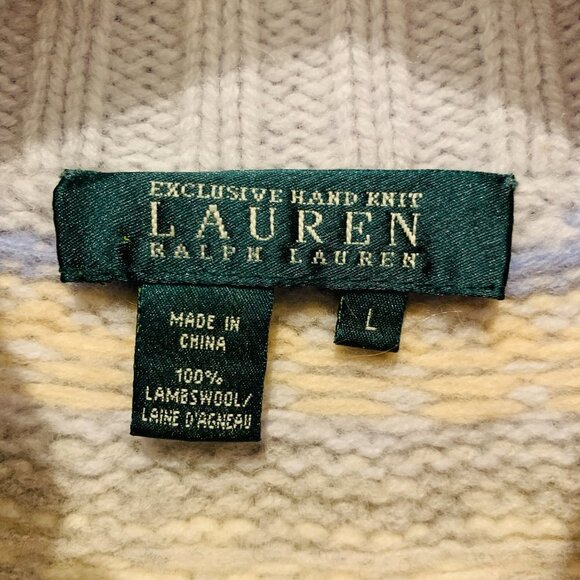 EXCLUSIVE HAND KNIT
LAUREN
RALPH LAUREN
MADE IN
CHINA
100%
LAMBSWOOL/
LAINE D'AGNEAU
L